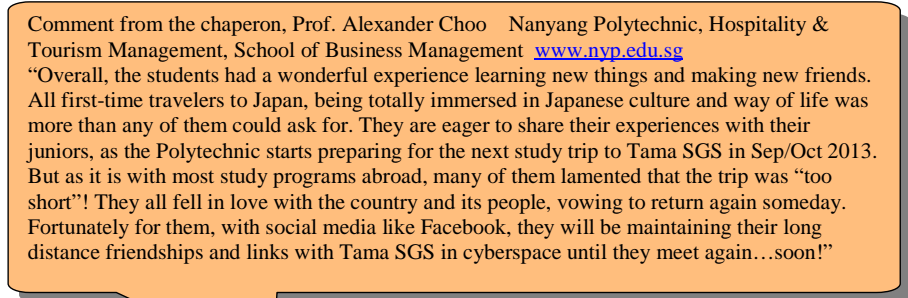 Comment from the chaperon, Prof. Alexander Choo Nanyang Polytechnic, Hospitality &
Tourism Management, School of Business Management www.nyp.edu.sg
“Overall, the students had a wonderful experience learning new things and making new friends.
All first-time travelers to Japan, being totally immersed in Japanese culture and way of life was
more than any of them could ask for. They are eager to share their experiences with their
juniors, as the Polytechnic starts preparing for the next study trip to Tama SGS in Sep/Oct 2013.
But as it is with most study programs abroad, many of them lamented that the trip was “too
short”! They all fell in love with the country and its people, vowing to return again someday.
Fortunately for them, with social media like Facebook, they will be maintaining their long
distance friendships and links with Tama SGS in cyberspace until they meet again…soon!”